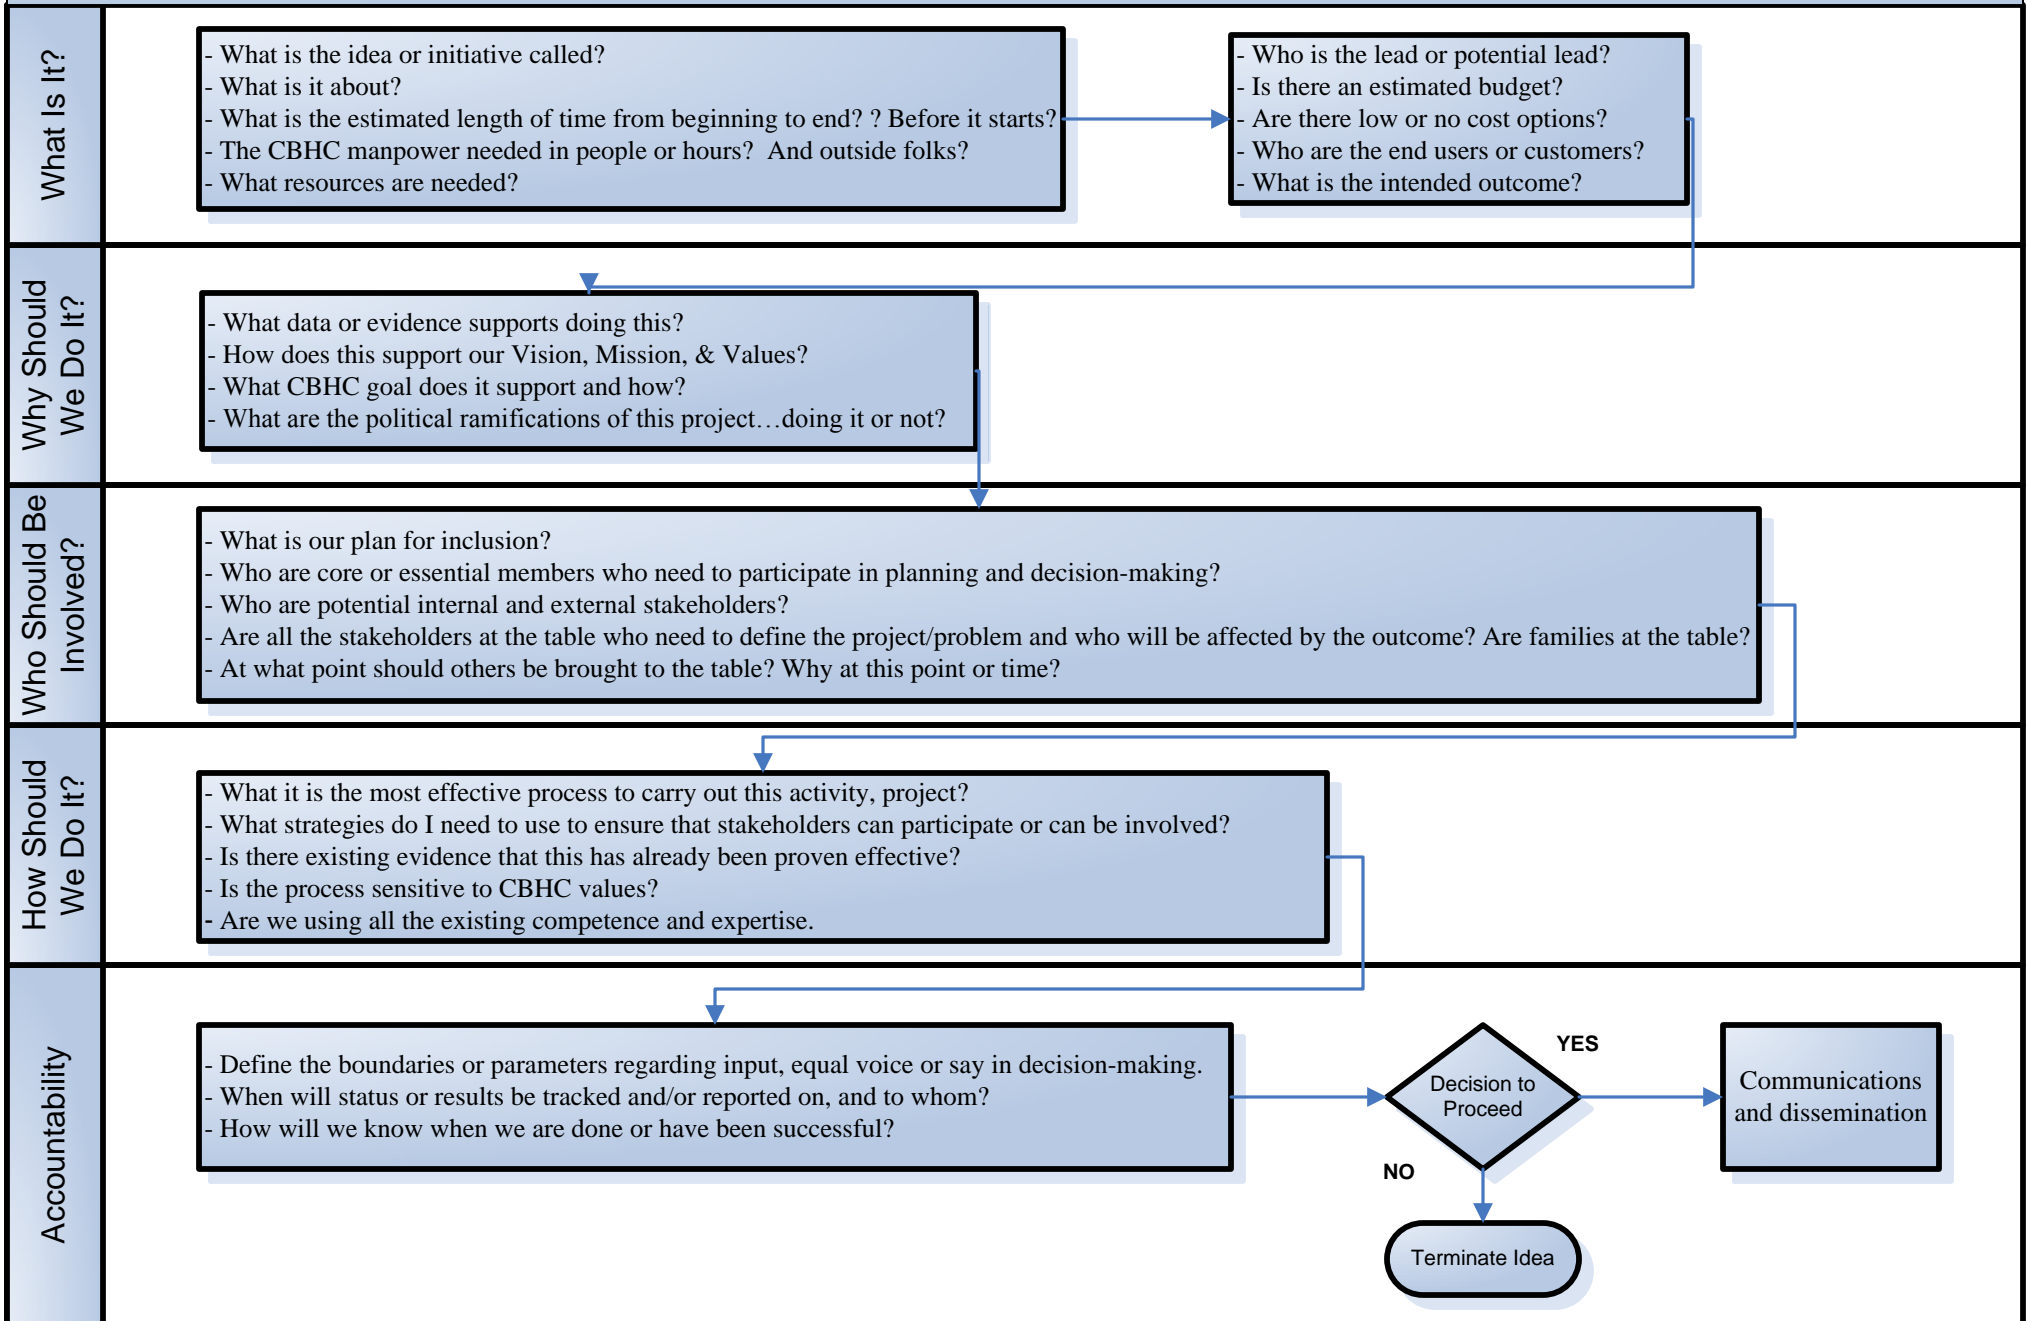 What Is It?
- What is the idea or initiative called?
- What is it about?
- What is the estimated length of time from beginning to end? ? Before it starts?
- The CBHC manpower needed in people or hours?  And outside folks?
- What resources are needed?
- Who is the lead or potential lead?
- Is there an estimated budget?
- Are there low or no cost options?
- Who are the end users or customers?
- What is the intended outcome?
Why Should
We Do It?
- What data or evidence supports doing this?
- How does this support our Vision, Mission, & Values?
- What CBHC goal does it support and how?
- What are the political ramifications of this project…doing it or not?
Who Should Be
Involved?
- What is our plan for inclusion?
- Who are core or essential members who need to participate in planning and decision-making?
- Who are potential internal and external stakeholders?
- Are all the stakeholders at the table who need to define the project/problem and who will be affected by the outcome? Are families at the table?
- At what point should others be brought to the table? Why at this point or time?
How Should
We Do It?
- What it is the most effective process to carry out this activity, project?
- What strategies do I need to use to ensure that stakeholders can participate or can be involved?
- Is there existing evidence that this has already been proven effective?
- Is the process sensitive to CBHC values?
- Are we using all the existing competence and expertise.
Accountability
- Define the boundaries or parameters regarding input, equal voice or say in decision-making.
- When will status or results be tracked and/or reported on, and to whom?
- How will we know when we are done or have been successful?
Decision to
Proceed
YES
NO
Communications
and dissemination
Terminate Idea